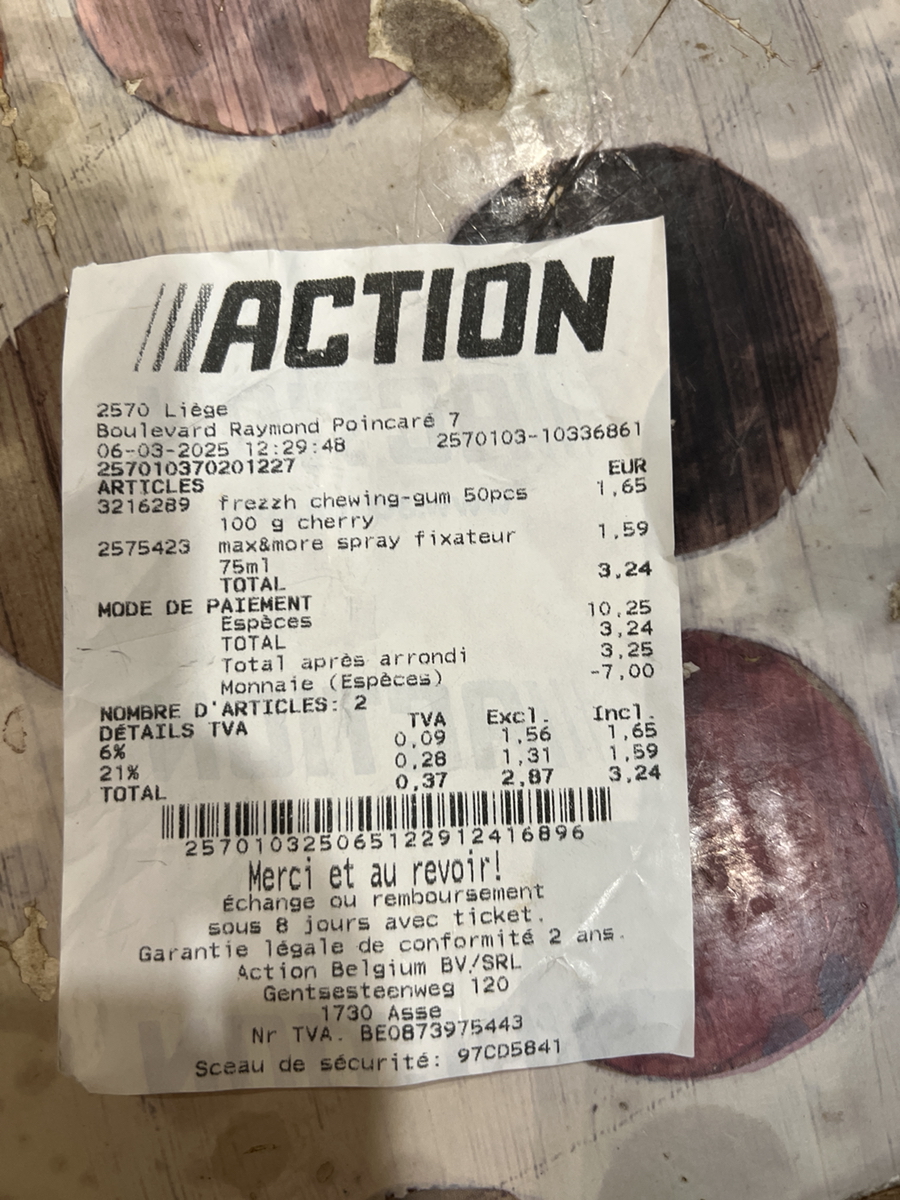 ACTION
2570 Liège
Boulevard Raymond Poincaré 7
06-03-2025 12:29:48 2570103-10336861
257010370201227 EUR
ARTICLES
3216289 frezzh chewing-gum 50pcs 1,65
100 g cherry
2575423 max&more spray fixateur 1,59
75ml
TOTAL 3,24
MODE DE PAIEMENT
Espèces 10,25
TOTAL 3,24
Total après arrondi 3,25
Monnaie (Espèces) -7,00
NOMBRE D'ARTICLES: 2
DÉTAILS TVA TVA Excl. Incl.
6% 0,09 1,56 1,65
21% 0,28 1,31 1,59
TOTAL 0,37 2,87 3,24
257010325065122912416896
Merci et au revoir!
Échange ou remboursement
sous 8 jours avec ticket.
Garantie légale de conformité 2 ans.
Action Belgium BV/SRL
Gentsesteenweg 120
1730 Asse
Nr TVA. BE0873975443
Sceau de sécurité: 97CD5841